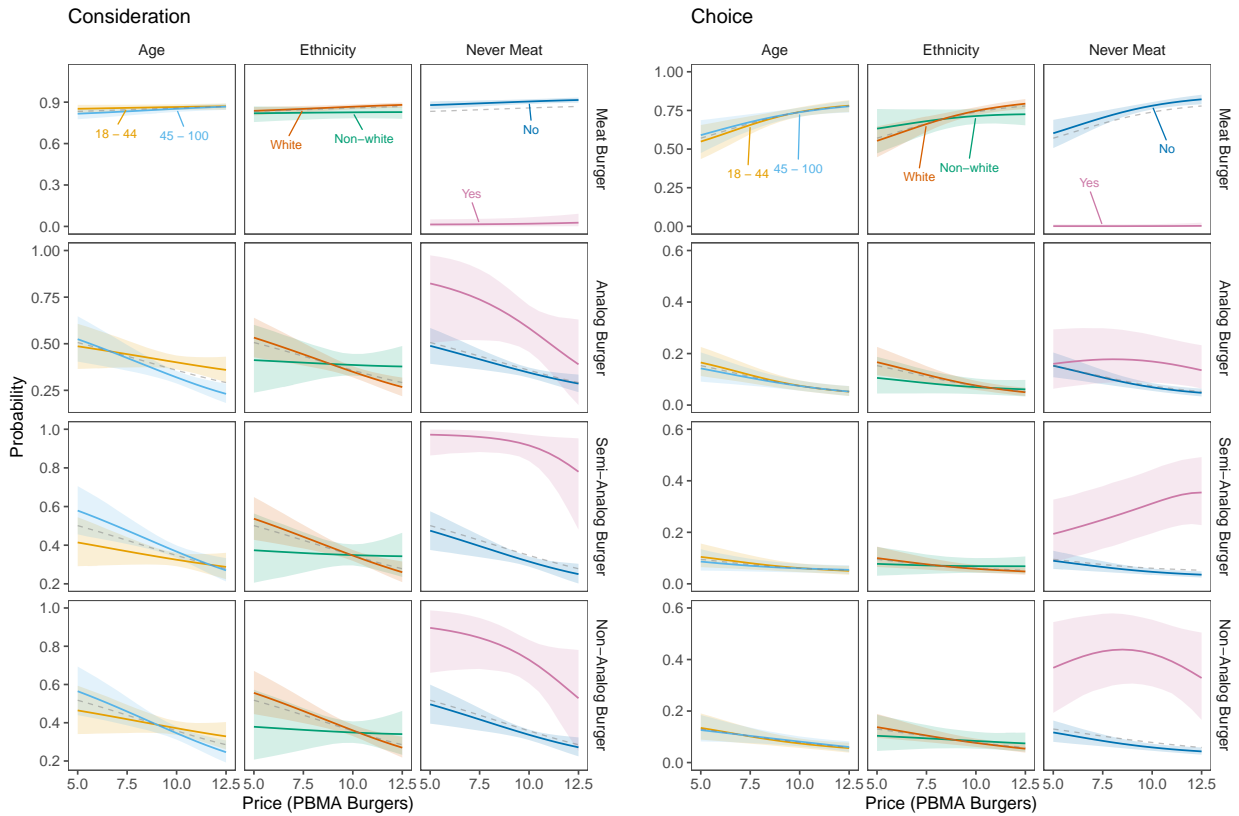 Consideration
Choice
Age
Ethnicity
Never Meat
Age
Ethnicity
Never Meat
0.9
0.6
0.3
0.0
18 − 44
45 − 100
White
Non−white
No
Yes
Meat Burger
1.00
0.75
0.50
0.25
0.00
18 − 44
45 − 100
White
Non−white
No
Yes
Meat Burger
1.00
0.75
0.50
0.25
Analog Burger
0.6
0.4
0.2
0.0
Analog Burger
Probability
1.0
0.8
0.6
0.4
0.2
Semi−Analog Burger
0.6
0.4
0.2
0.0
Semi−Analog Burger
1.0
0.8
0.6
0.4
0.2
Non−Analog Burger
0.6
0.4
0.2
0.0
Non−Analog Burger
5.0 7.5 10.0 12.5 5.0 7.5 10.0 12.5 5.0 7.5 10.0 12.5
5.0 7.5 10.0 12.5 5.0 7.5 10.0 12.5 5.0 7.5 10.0 12.5
Price (PBMA Burgers)
Price (PBMA Burgers)